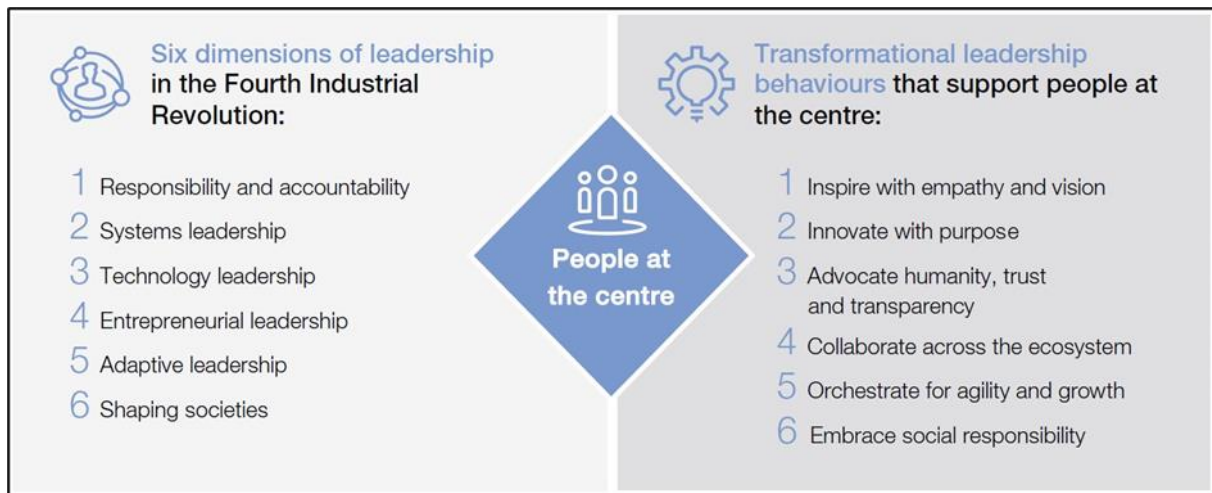 Six dimensions of leadership
in the Fourth Industrial
Revolution:
1 Responsibility and accountability
2 Systems leadership
3 Technology leadership
4 Entrepreneurial leadership
5 Adaptive leadership
6 Shaping societies
People at
the centre
Transformational leadership
behaviours that support people at
the centre:
1 Inspire with empathy and vision
2 Innovate with purpose
3 Advocate humanity, trust
and transparency
4 Collaborate across the ecosystem
5 Orchestrate for agility and growth
6 Embrace social responsibility